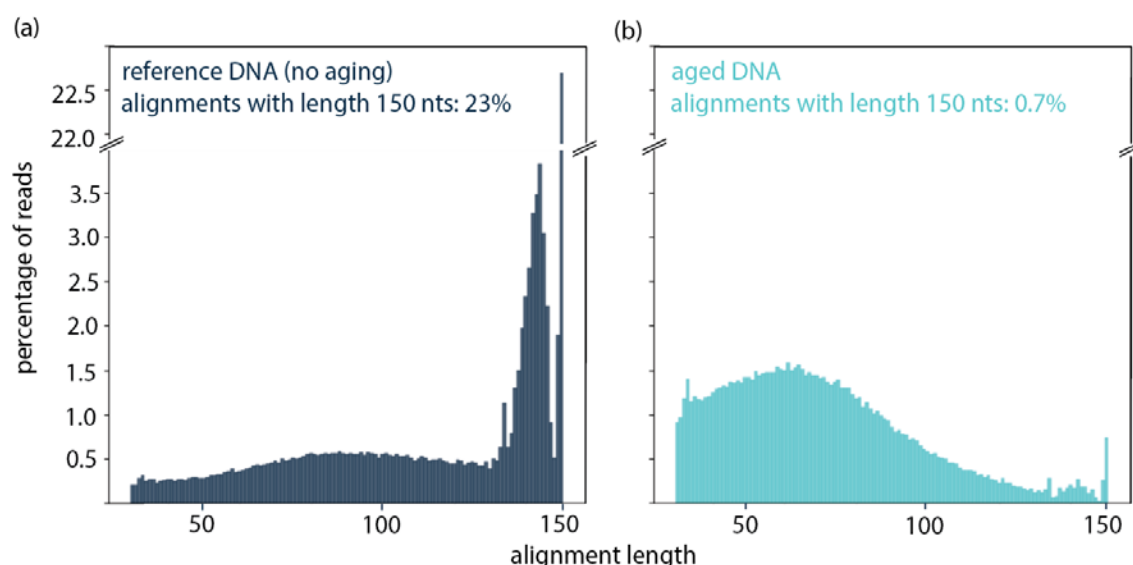 (a)
(b)
reference DNA (no aging)
alignments with length 150 nts: 23%
aged DNA
alignments with length 150 nts: 0.7%
22.5
22.0
3.5
3.0
2.5
2.0
1.5
1.0
0.5
percentage of reads
50
100
150
50
100
150
alignment length